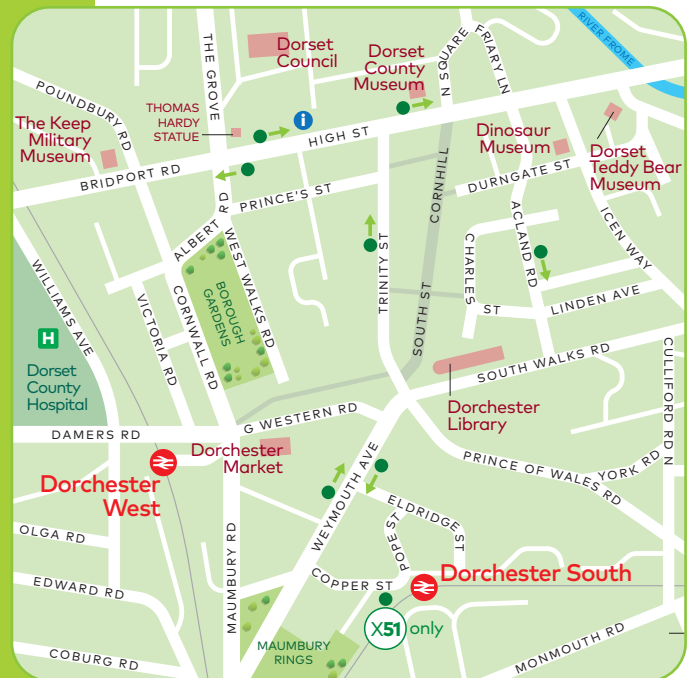 RIVER FROME
THE GROVE
Dorset
Council
Dorset
County
Museum
N SQUARE
FRIARY LN
POUNDBURY RD
THOMAS
HARDY
STATUE
i
The Keep
Military
Museum
HIGH ST
Dinosaur
Museum
Dorset
Teddy Bear
Museum
BRIDPORT RD
PRINCE'S ST
CORNHILL
DURNGATE ST
ALBERT RD
WEST WALKS RD
TRINITY ST
ACLAND RD
ICEN WAY
CHARLES ST
WILLIAMS AVE
BOROUGH
GARDENS
VICTORIA RD
CORNWALL RD
LINDEN AVE
SOUTH ST
H
Dorset
County
Hospital
SOUTH WALKS RD
CULLIFORD RD N
Dorchester
Library
G WESTERN RD
DAMERS RD
Dorchester
Market
Dorchester
West
WEYMOUTH AVE
PRINCE OF WALES RD
YORK RD
ELDRIDGE ST
POPE ST
OLGA RD
MAUMBURY RD
COPPER ST
Dorchester South
EDWARD RD
X51 only
MAUMBURY
RINGS
MONMOUTH RD
COBURG RD